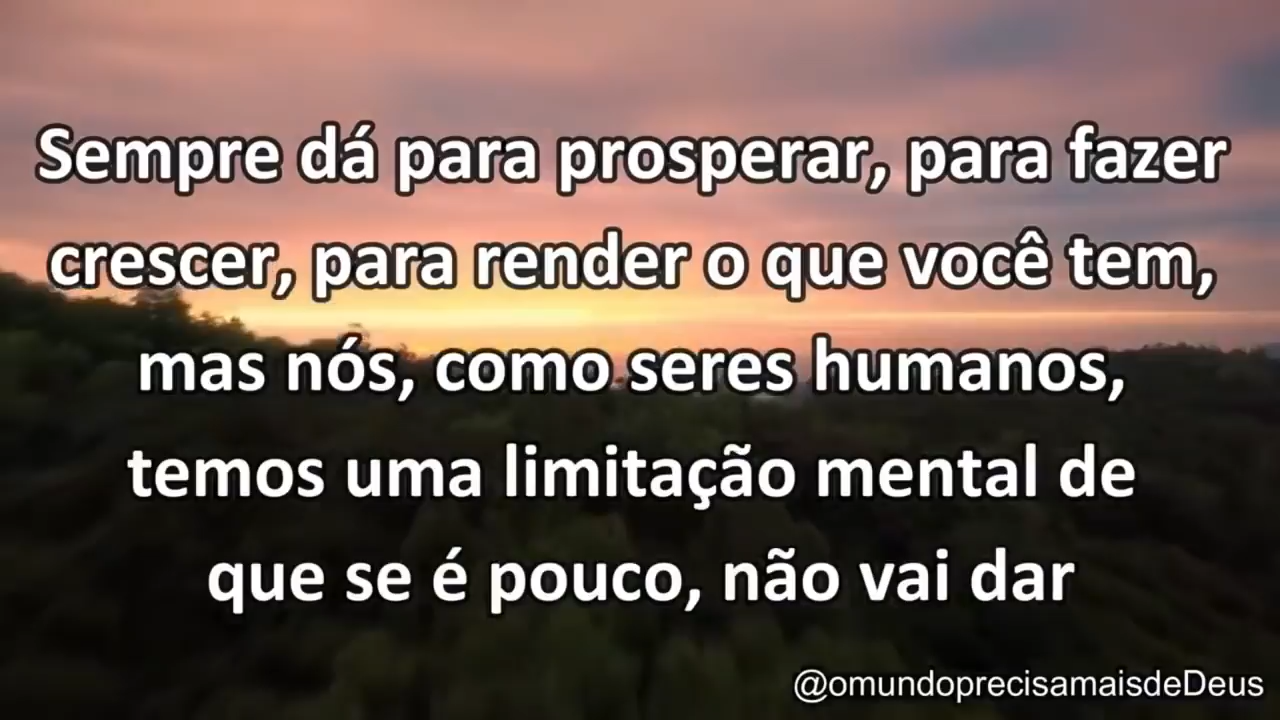 Sempre dá para prosperar, para fazer
crescer, para render o que você tem,
mas nós, como seres humanos,
temos uma limitação mental de
que se é pouco, não vai dar
@omundoprecisamaisdeDeus